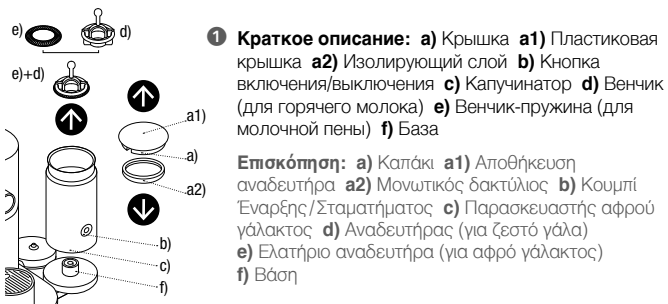 e)
d)
e)+d)
a1)
a)
a2)
b)
c)
f)
❶ Краткое описание: a) Крышка a1) Пластиковая
крышка a2) Изолирующий слой b) Кнопка
включения/выключения c) Капучинатор d) Венчик
(для горячего молока) e) Венчик-пружина (для
молочной пены) f) База
Επισκόπηση: a) Καπάκι a1) Αποθήκευση
αναδευτήρα a2) Μονωτικός δακτύλιος b) Κουμπί
Έναρξης/Σταματήματος c) Παρασκευαστής αφρού
γάλακτος d) Αναδευτήρας (για ζεστό γάλα)
e) Ελατήριο αναδευτήρα (για αφρό γάλακτος)
f) Βάση